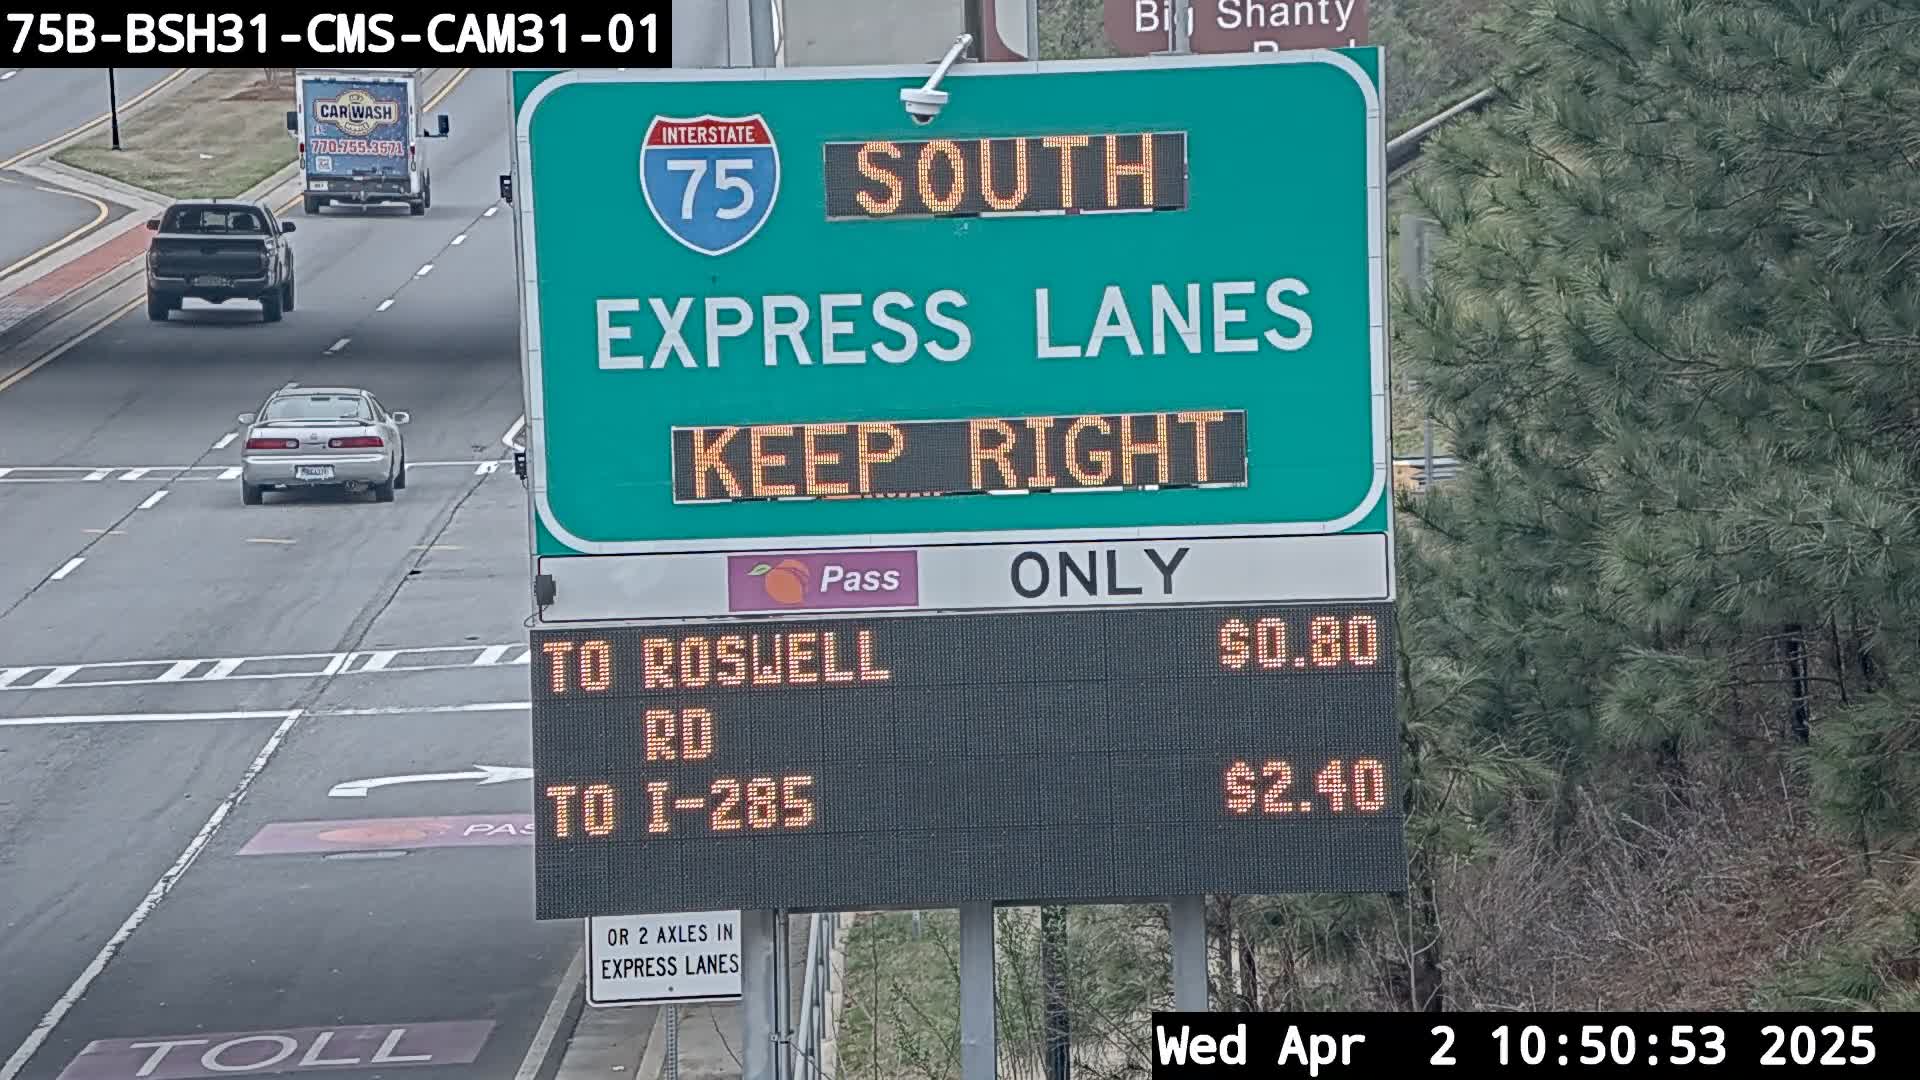 75B-BSH31-CMS-CAM31-01
Big Shanty
CAR WASH
770.755.3571
INTERSTATE
75
SOUTH
EXPRESS LANES
KEEP RIGHT
Pass ONLY
TO ROSWELL $0.80
RD
TO I-285 $2.40
PAS
OR 2 AXLES IN
EXPRESS LANES
TOLL
Wed Apr 2 10:50:53 2025